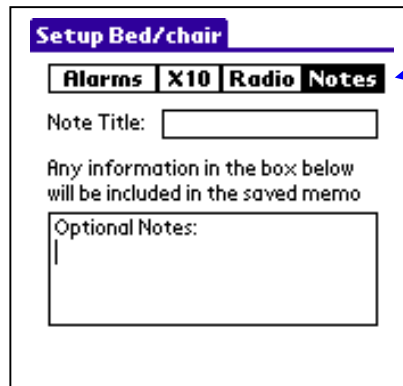 Setup Bed/chair
Alarms X10 Radio Notes
Note Title:
Any information in the box below
will be included in the saved memo
Optional Notes: